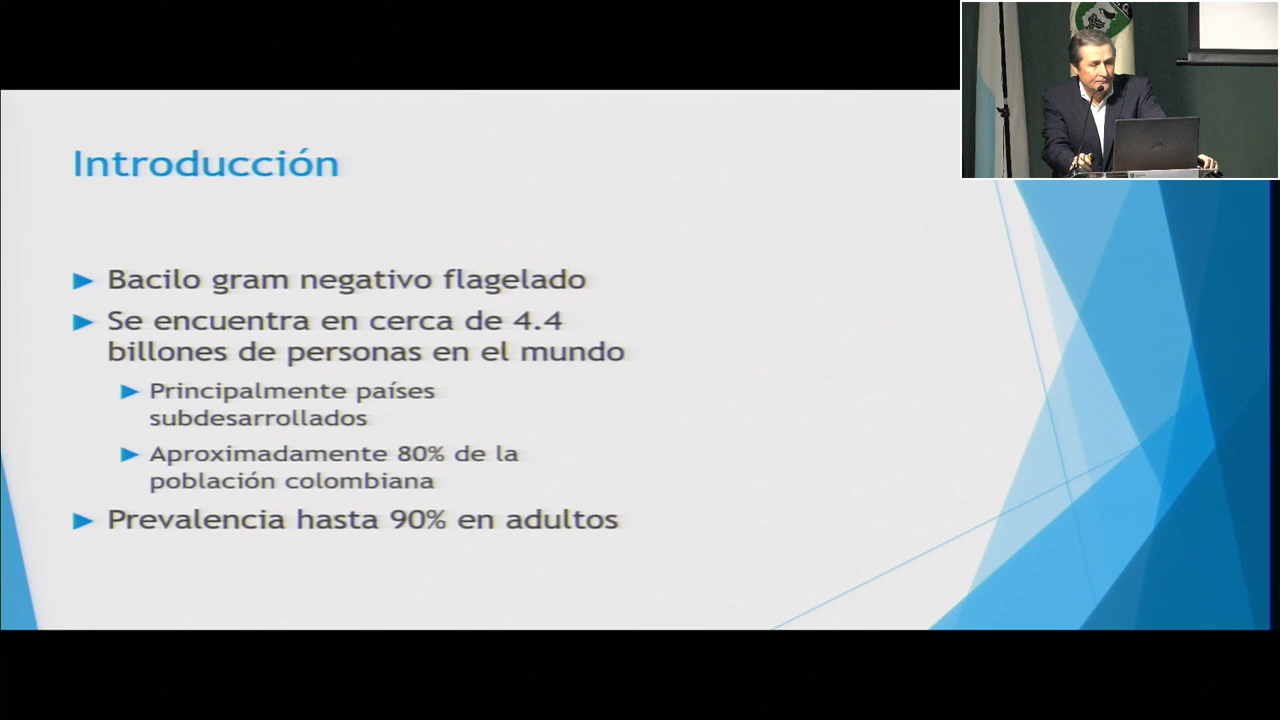 Introducción
Bacilo gram negativo flagelado
Se encuentra en cerca de 4.4
billones de personas en el mundo
Principalmente países
subdesarrollados
Aproximadamente 80% de la
población colombiana
Prevalencia hasta 90% en adultos